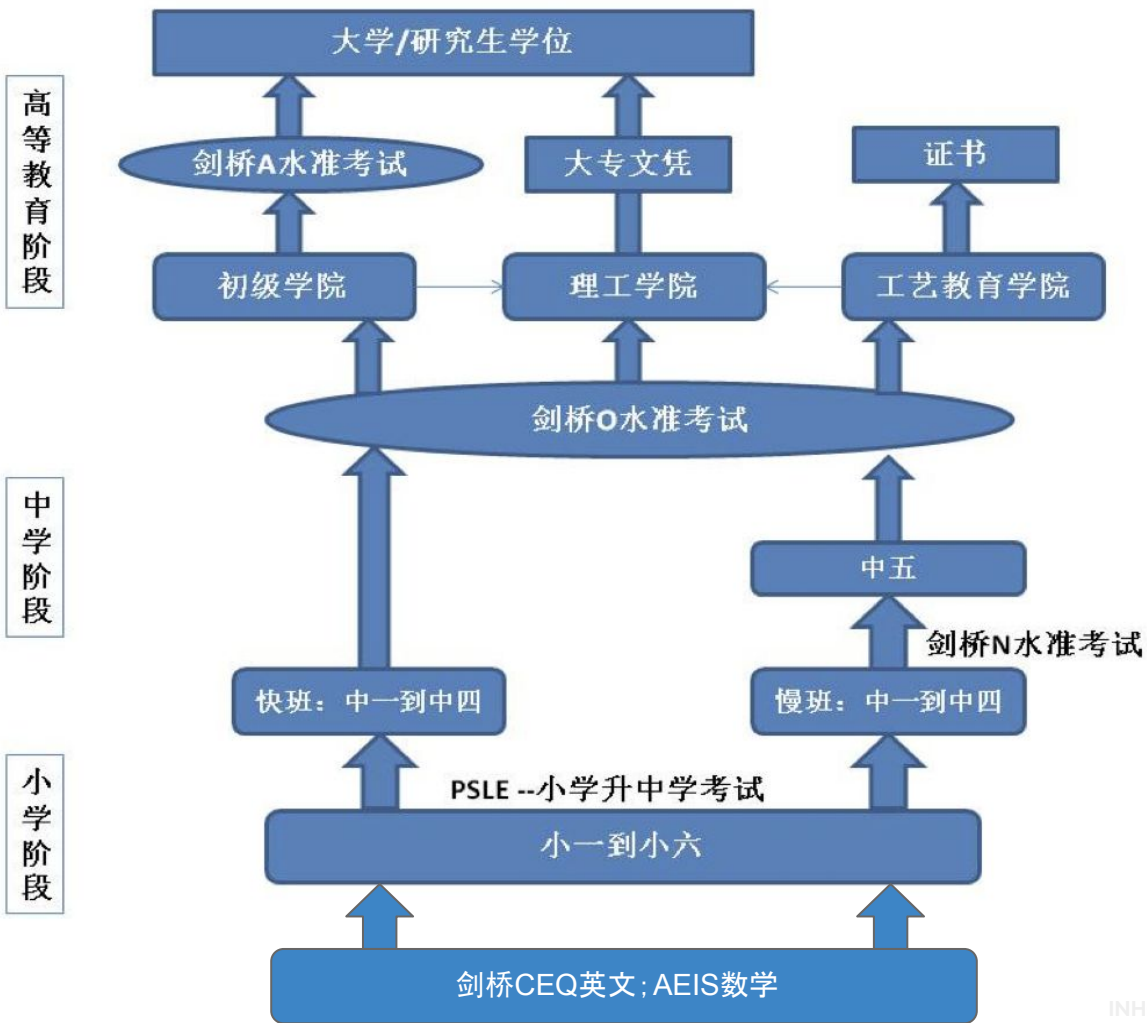 大学/研究生学位
高等教育阶段
剑桥A水准考试
大专文凭
证书
初级学院
理工学院
工艺教育学院
剑桥O水准考试
中学阶段
中五
剑桥N水准考试
快班：中一到中四
慢班：中一到中四
小学阶段
PSLE --小学升中学考试
小一到小六
剑桥CEQ英文；AEIS数学
INH